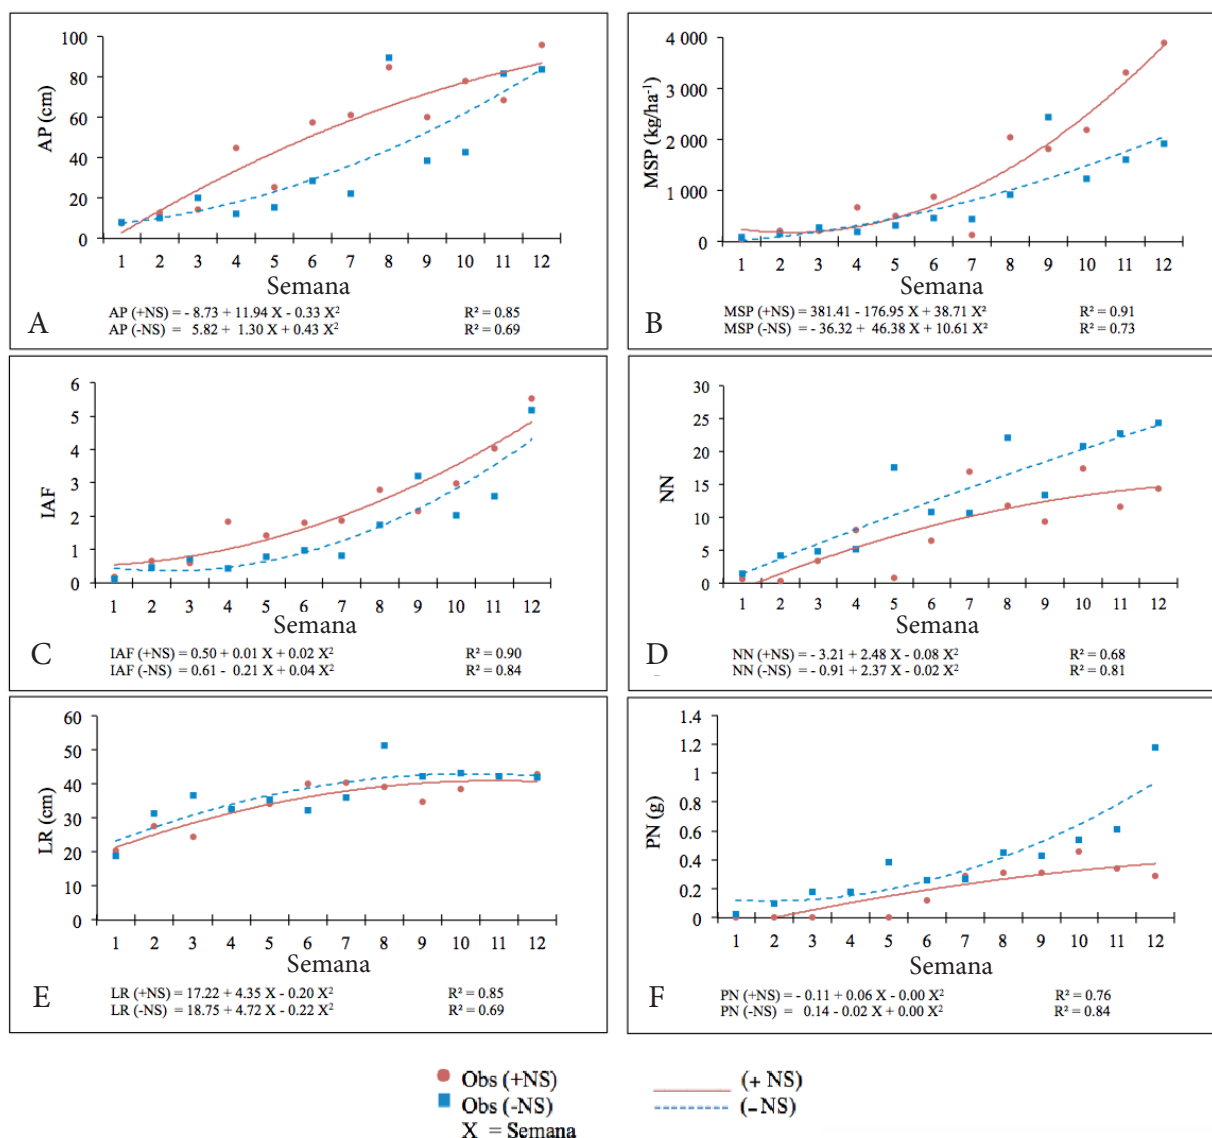 AP (cm)
100
80
60
40
20
0
1 2 3 4 5 6 7 8 9 10 11 12
Semana
A
AP (+NS) = - 8.73 + 11.94 X - 0.33 X² R² = 0.85
AP (-NS) = 5.82 + 1.30 X + 0.43 X² R² = 0.69
MSP (kg/ha⁻¹)
4 000
3 000
2 000
1 000
0
1 2 3 4 5 6 7 8 9 10 11 12
Semana
B
MSP (+NS) = 381.41 - 176.95 X + 38.71 X² R² = 0.91
MSP (-NS) = - 36.32 + 46.38 X + 10.61 X² R² = 0.73
IAF
6
5
4
3
2
1
0
1 2 3 4 5 6 7 8 9 10 11 12
Semana
C
IAF (+NS) = 0.50 + 0.01 X + 0.02 X² R² = 0.90
IAF (-NS) = 0.61 - 0.21 X + 0.04 X² R² = 0.84
NN
30
25
20
15
10
5
0
1 2 3 4 5 6 7 8 9 10 11 12
Semana
D
NN (+NS) = - 3.21 + 2.48 X - 0.08 X² R² = 0.68
NN (-NS) = - 0.91 + 2.37 X - 0.02 X² R² = 0.81
LR (cm)
60
50
40
30
20
10
0
1 2 3 4 5 6 7 8 9 10 11 12
Semana
E
LR (+NS) = 17.22 + 4.35 X - 0.20 X² R² = 0.85
LR (-NS) = 18.75 + 4.72 X - 0.22 X² R² = 0.69
PN (g)
1.4
1.2
1
0.8
0.6
0.4
0.2
0
1 2 3 4 5 6 7 8 9 10 11 12
Semana
F
PN (+NS) = - 0.11 + 0.06 X - 0.00 X² R² = 0.76
PN (-NS) = 0.14 - 0.02 X + 0.00 X² R² = 0.84
Obs (+NS) (+ NS)
Obs (-NS) (- NS)
X = Semana